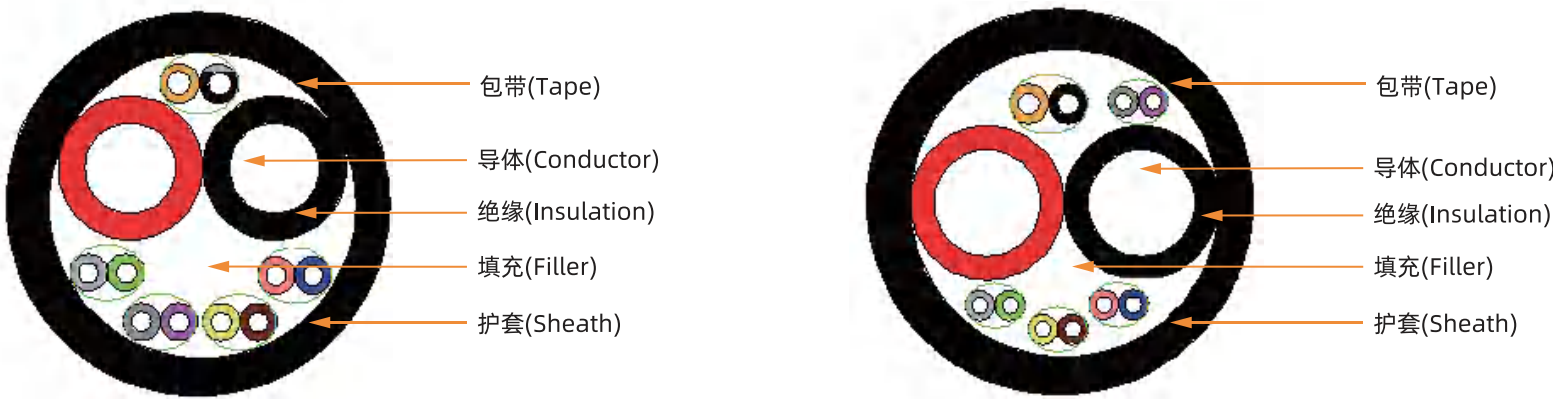 包带(Tape)
导体(Conductor)
绝缘(Insulation)
填充(Filler)
护套(Sheath)
包带(Tape)
导体(Conductor)
绝缘(Insulation)
填充(Filler)
护套(Sheath)